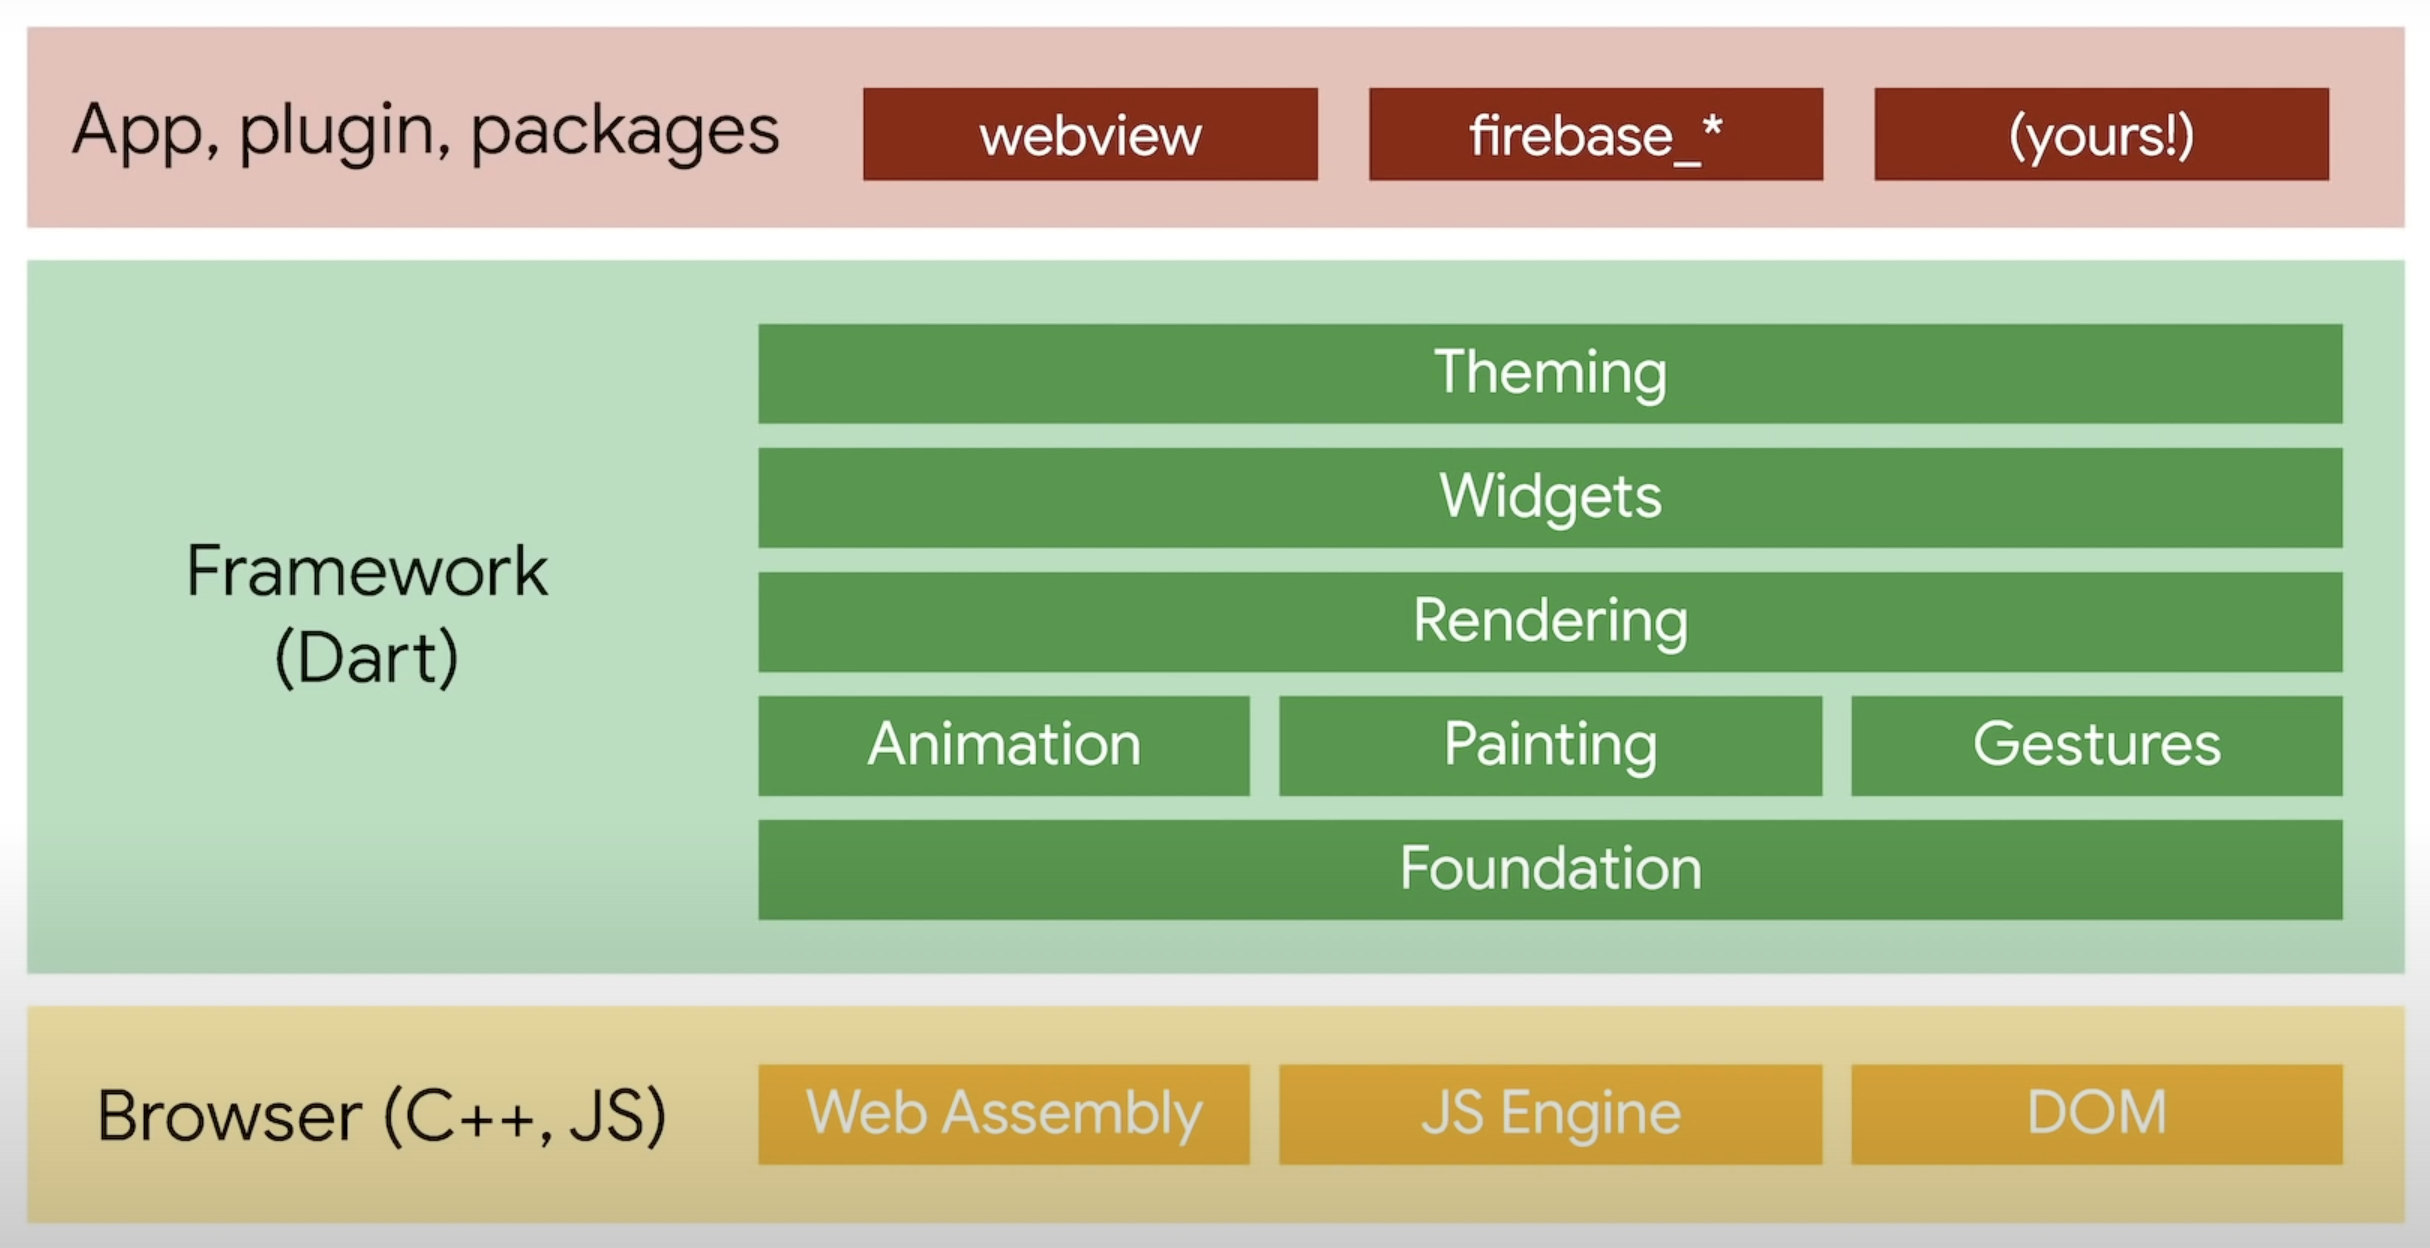 App, plugin, packages
webview
firebase_*
(yours!)
Framework
(Dart)
Theming
Widgets
Rendering
Animation
Painting
Gestures
Foundation
Browser (C++, JS)
Web Assembly
JS Engine
DOM